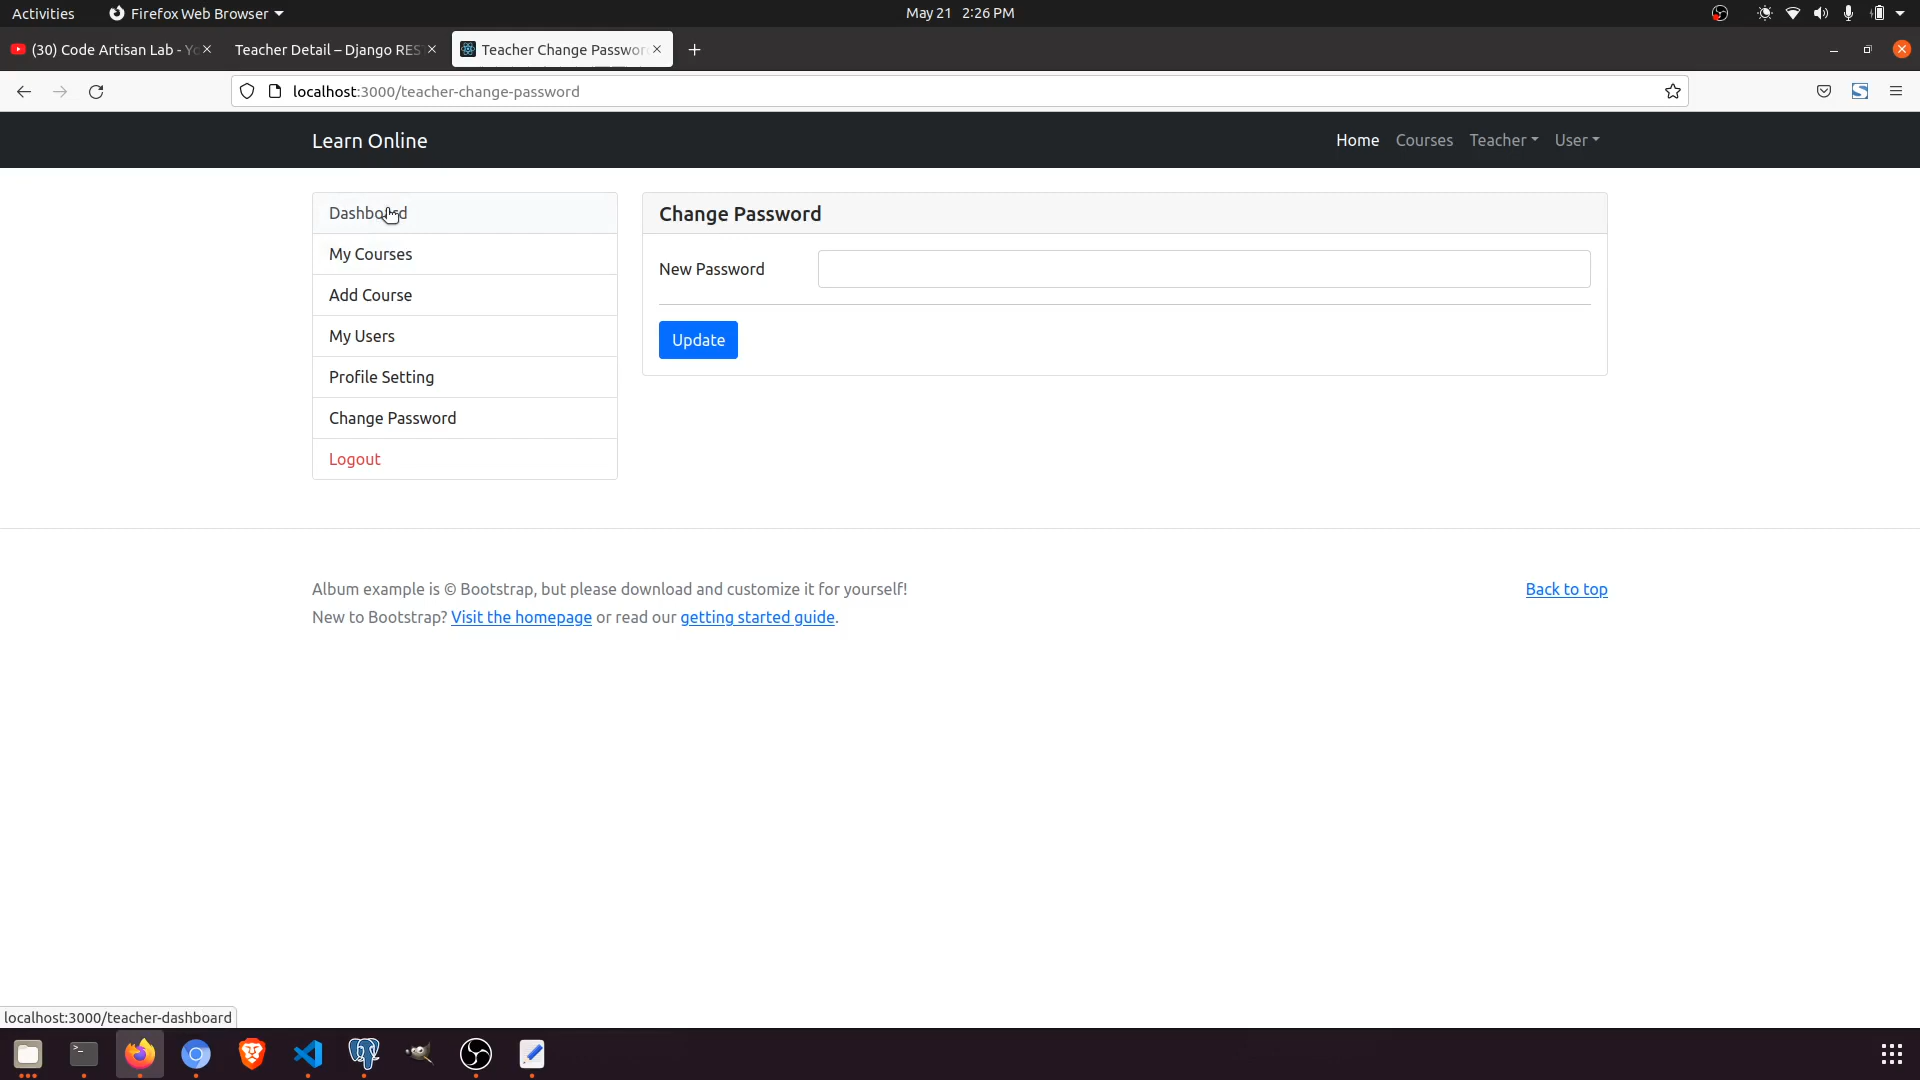 Activities
Firefox Web Browser
May 21 2:26 PM
(30) Code Artisan Lab - Yo
Teacher Detail – Django RES
Teacher Change Passwor
localhost:3000/teacher-change-password
Learn Online
Home
Courses
Teacher
User
Dashboard
My Courses
Add Course
My Users
Profile Setting
Change Password
Logout
Change Password
New Password
Update
Album example is © Bootstrap, but please download and customize it for yourself!
New to Bootstrap? Visit the homepage or read our getting started guide.
Back to top
localhost:3000/teacher-dashboard